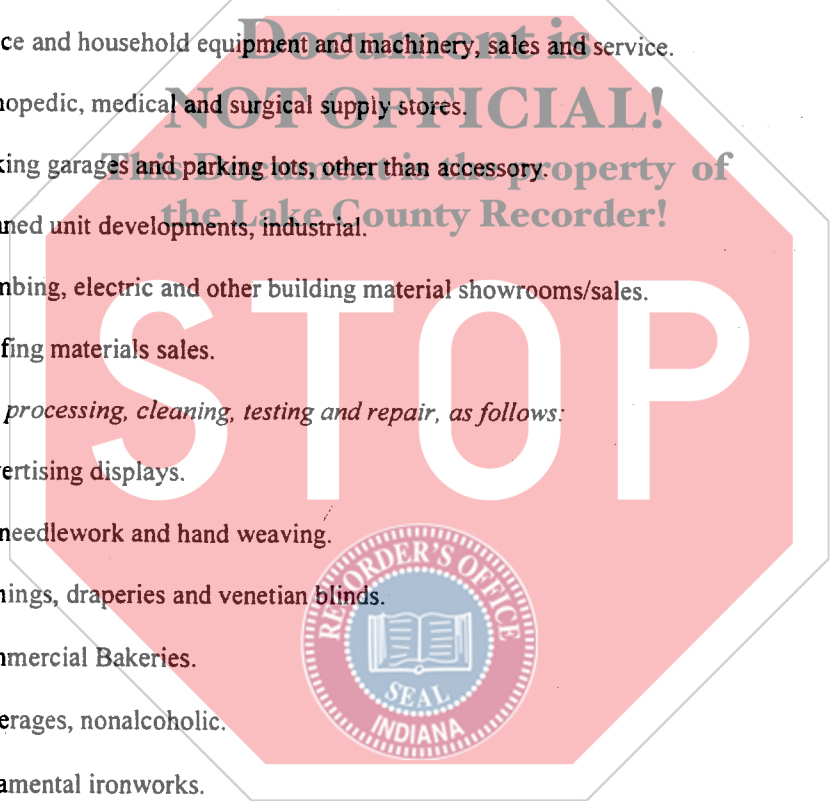 Document is
ce and household equipment and machinery, sales and service.
NOT OFFICIAL!
opedic, medical and surgical supply stores.
This Document is the property of
king garages and parking lots, other than accessory.
the Lake County Recorder!
ned unit developments, industrial.
mbing, electric and other building material showrooms/sales.
STOP
fing materials sales.
processing, cleaning, testing and repair, as follows:
ertising displays.
needlework and hand weaving.
nings, draperies and venetian blinds.
RECORDER'S OFFICE
mmercial Bakeries.
SEAL
erages, nonalcoholic.
INDIANA
amental ironworks.